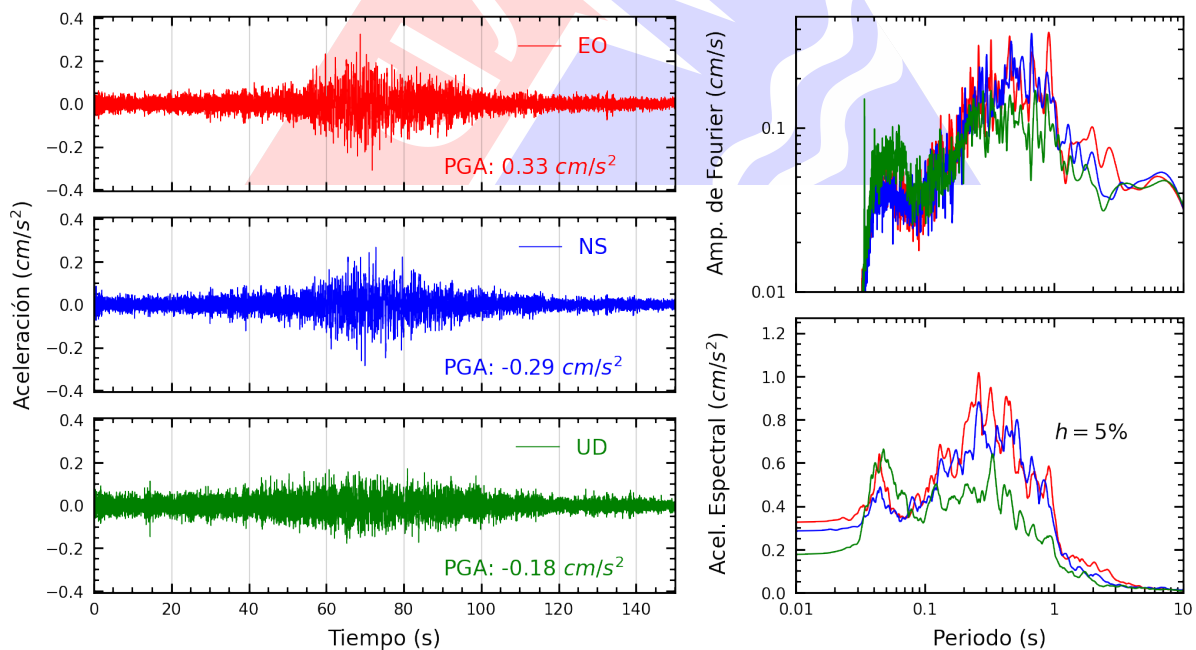 Aceleración (cm/s²)
0.4
0.2
0.0
−0.2
−0.4
EO
PGA: 0.33 cm/s²
0.4
0.2
0.0
−0.2
−0.4
NS
PGA: -0.29 cm/s²
0.4
0.2
0.0
−0.2
−0.4
UD
PGA: -0.18 cm/s²
0 20 40 60 80 100 120 140
Tiempo (s)
Amp. de Fourier (cm/s)
0.1
0.01
Acel. Espectral (cm/s²)
1.2
1.0
0.8
0.6
0.4
0.2
0.0
h = 5%
0.01 0.1 1 10
Periodo (s)